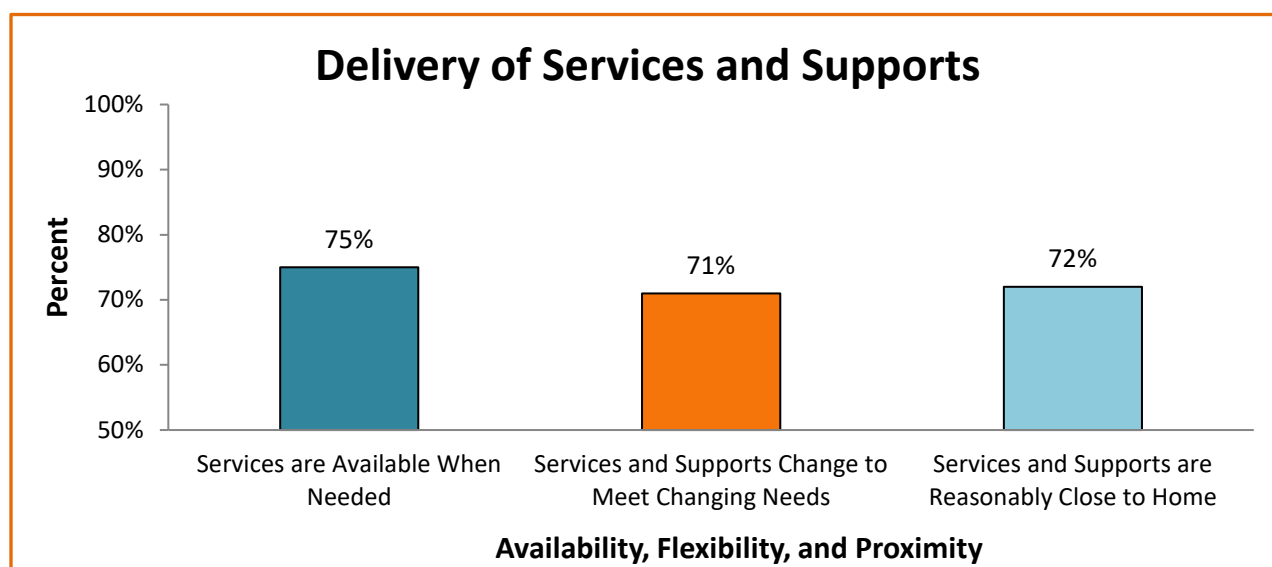 Delivery of Services and Supports
100%
90%
80%
70%
60%
50%
Percent
75%
71%
72%
Services are Available When
Needed
Services and Supports Change to
Meet Changing Needs
Services and Supports are
Reasonably Close to Home
Availability, Flexibility, and Proximity